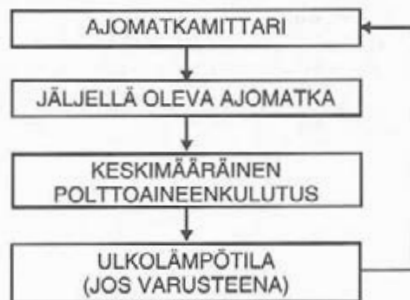 AJOMATKAMITTARI
JÄLJELLÄ OLEVA AJOMATKA
KESKIMÄÄRÄINEN
POLTTOAINEENKULUTUS
ULKOLÄMPÖTILA
(JOS VARUSTEENA)